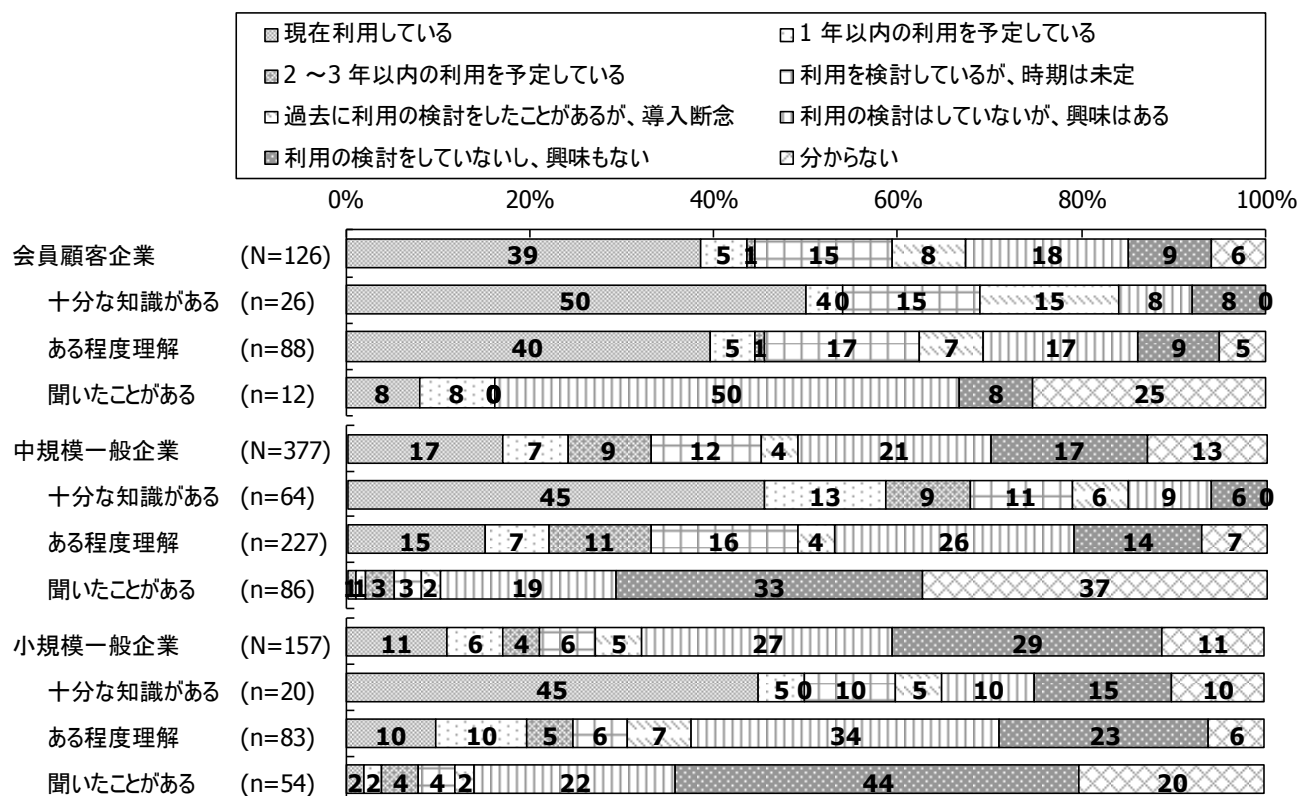 現在利用している 1 年以内の利用を予定している
2 ～3 年以内の利用を予定している 利用を検討しているが、時期は未定
過去に利用の検討をしたことがあるが、導入断念 利用の検討はしていないが、興味はある
利用の検討をしていないし、興味もない 分からない
0% 20% 40% 60% 80% 100%
会員顧客企業 (N=126) 39 5 1 15 8 18 9 6
十分な知識がある (n=26) 50 4 0 15 15 8 8 0
ある程度理解 (n=88) 40 5 1 17 7 17 9 5
聞いたことがある (n=12) 8 8 0 50 8 25
中規模一般企業 (N=377) 17 7 9 12 4 21 17 13
十分な知識がある (n=64) 45 13 9 11 6 9 6 0
ある程度理解 (n=227) 15 7 11 16 4 26 14 7
聞いたことがある (n=86) 1 1 3 3 2 19 33 37
小規模一般企業 (N=157) 11 6 4 6 5 27 29 11
十分な知識がある (n=20) 45 5 0 10 5 10 15 10
ある程度理解 (n=83) 10 10 5 6 7 34 23 6
聞いたことがある (n=54) 2 2 4 4 2 22 44 20